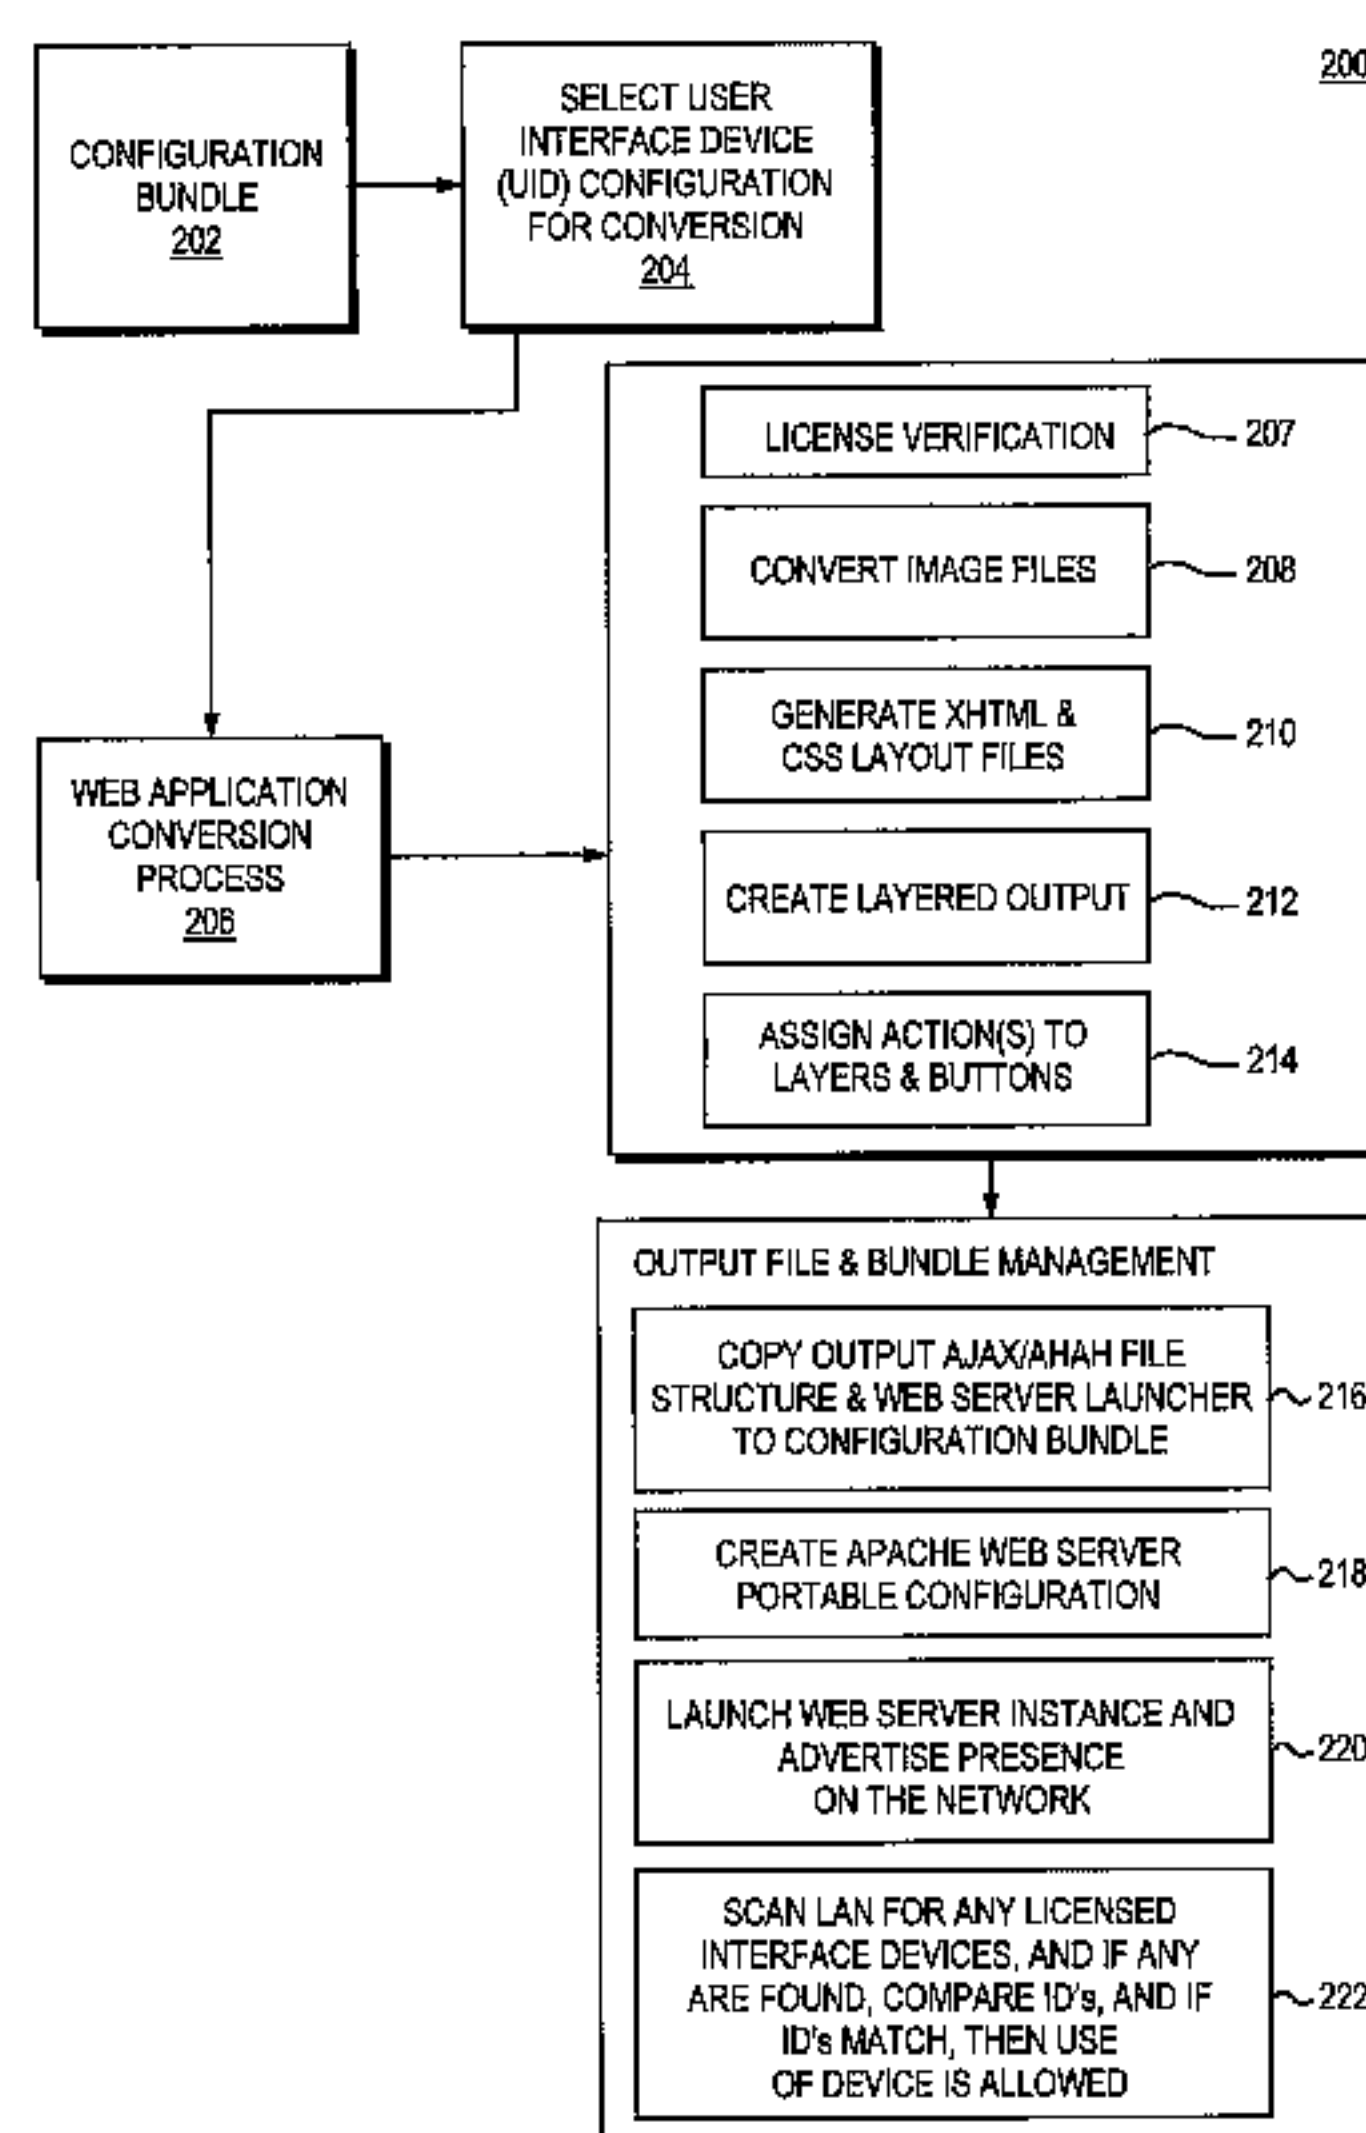 200
CONFIGURATION
BUNDLE
202
SELECT USER
INTERFACE DEVICE
(UID) CONFIGURATION
FOR CONVERSION
204
LICENSE VERIFICATION
207
CONVERT IMAGE FILES
208
GENERATE XHTML &
CSS LAYOUT FILES
210
WEB APPLICATION
CONVERSION
PROCESS
206
CREATE LAYERED OUTPUT
212
ASSIGN ACTION(S) TO
LAYERS & BUTTONS
214
OUTPUT FILE & BUNDLE MANAGEMENT
COPY OUTPUT AJAX/AHAH FILE
STRUCTURE & WEB SERVER LAUNCHER
TO CONFIGURATION BUNDLE
216
CREATE APACHE WEB SERVER
PORTABLE CONFIGURATION
218
LAUNCH WEB SERVER INSTANCE AND
ADVERTISE PRESENCE
ON THE NETWORK
220
SCAN LAN FOR ANY LICENSED
INTERFACE DEVICES, AND IF ANY
ARE FOUND, COMPARE ID's, AND IF
ID's MATCH, THEN USE
OF DEVICE IS ALLOWED
222